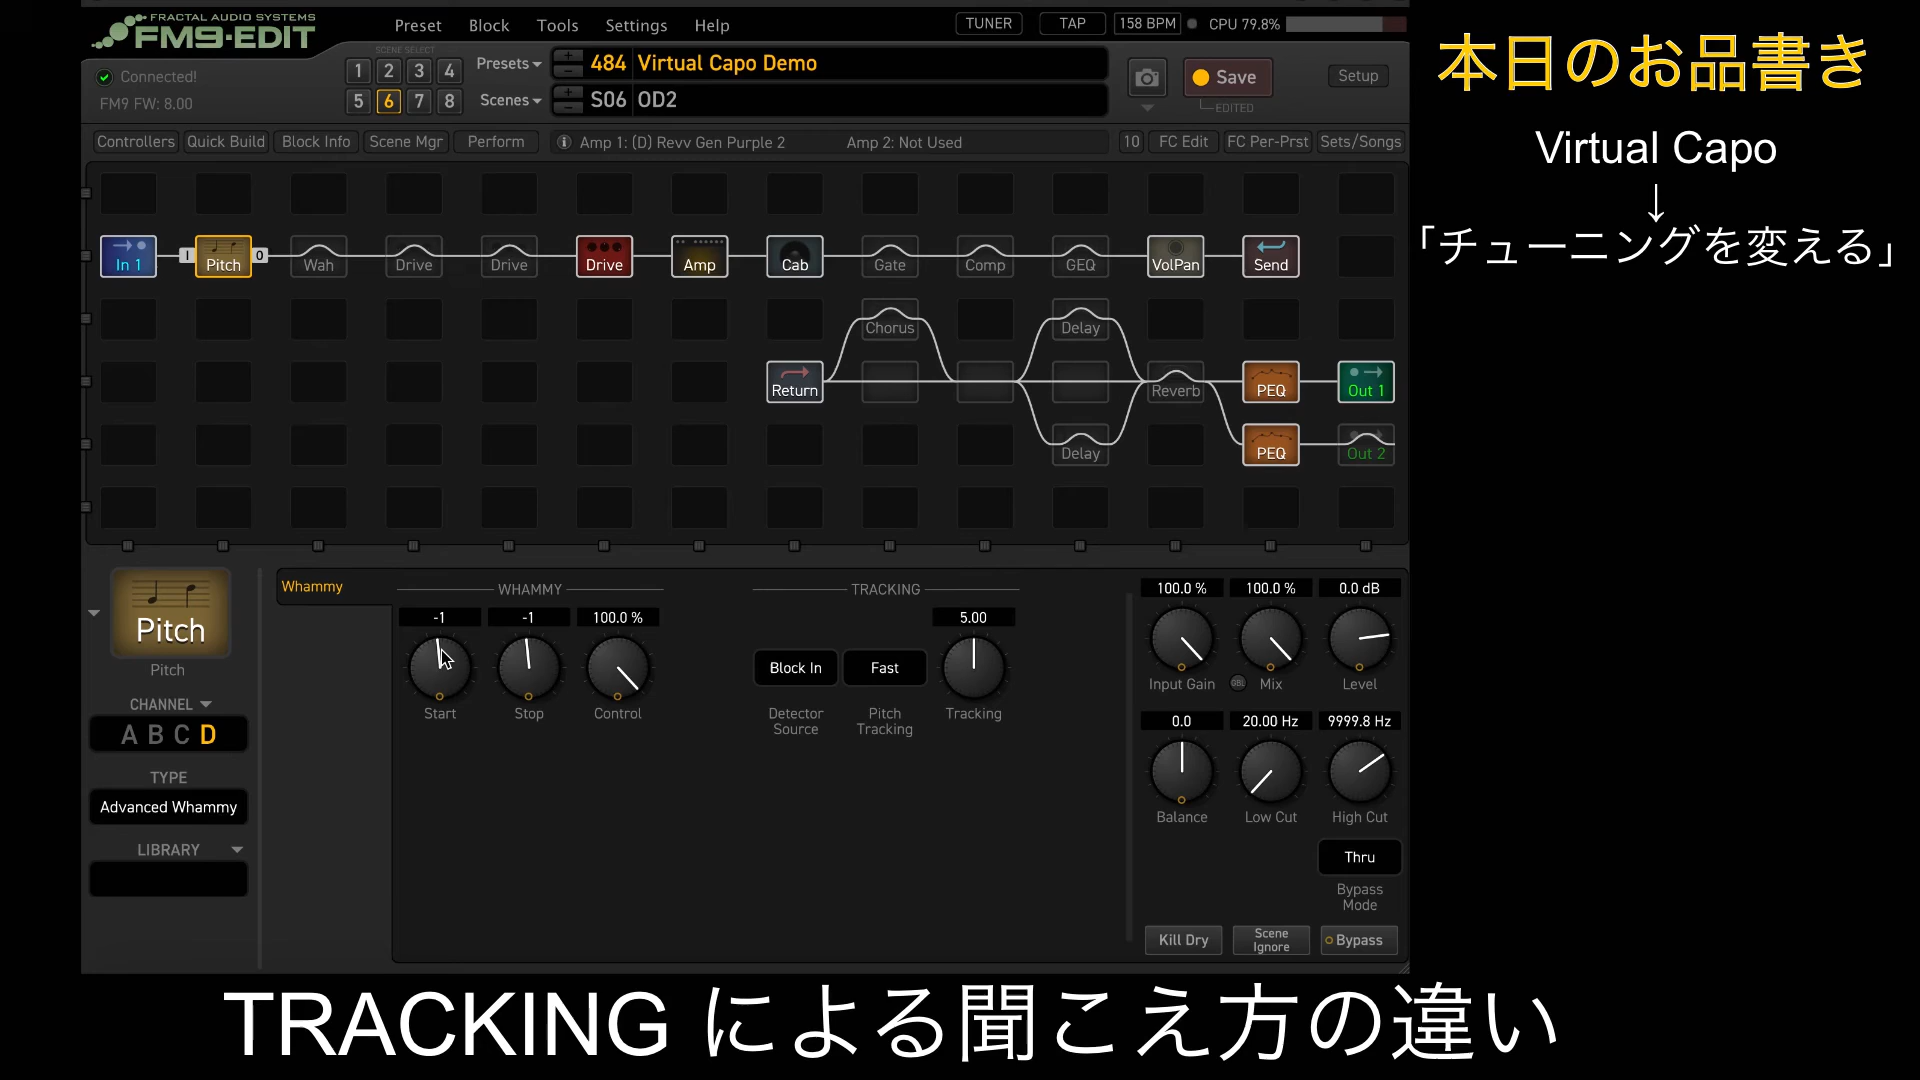 FRACTAL AUDIO SYSTEMS
FM9-EDIT
Preset Block Tools Settings Help
TUNER TAP 158 BPM CPU 79.8%
本日のお品書き
Virtual Capo
↓
「チューニングを変える」
Connected!
FM9 FW: 8.00
SCENE SELECT
1 2 3 4
5 6 7 8
Presets 484 Virtual Capo Demo
Scenes S06 OD2
Save
EDITED
Setup
Controllers Quick Build Block Info Scene Mgr Perform Amp 1: (D) Revv Gen Purple 2 Amp 2: Not Used 10 FC Edit FC Per-Prst Sets/Songs
In 1 I Pitch O Wah Drive Drive Drive Amp Cab Gate Comp GEQ VolPan Send
Chorus Delay
Return Reverb PEQ Out 1
Delay PEQ Out 2
Pitch
Pitch
CHANNEL
A B C D
TYPE
Advanced Whammy
LIBRARY
Whammy
WHAMMY
-1 -1 100.0 %
Start Stop Control
TRACKING
5.00
Block In Fast
Detector Source Pitch Tracking Tracking
100.0 % 100.0 % 0.0 dB
Input Gain GBL Mix Level
0.0 20.00 Hz 9999.8 Hz
Balance Low Cut High Cut
Thru
Bypass Mode
Kill Dry Scene Ignore Bypass
TRACKING による聞こえ方の違い